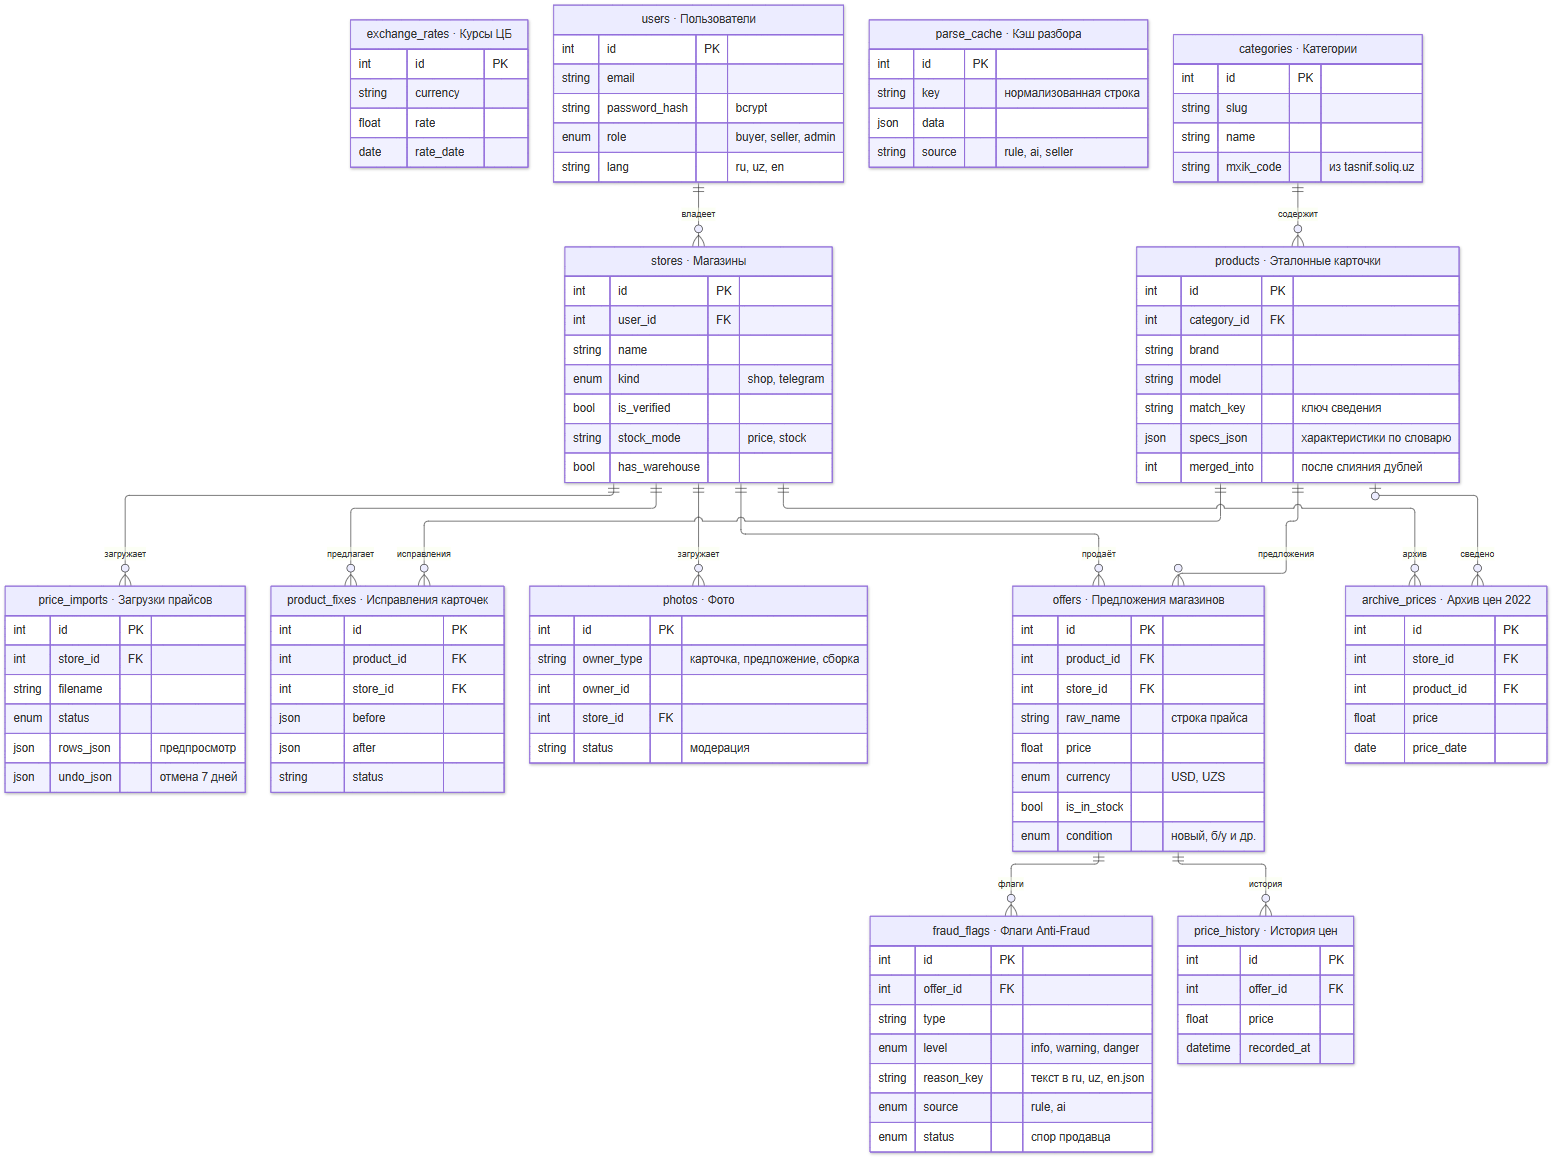 exchange_rates · Курсы ЦБ
int id PK
string currency
float rate
date rate_date
users · Пользователи
int id PK
string email
string password_hash bcrypt
enum role buyer, seller, admin
string lang ru, uz, en
parse_cache · Кэш разбора
int id PK
string key нормализованная строка
json data
string source rule, ai, seller
categories · Категории
int id PK
string slug
string name
string mxik_code из tasnif.soliq.uz
владеет
содержит
stores · Магазины
int id PK
int user_id FK
string name
enum kind shop, telegram
bool is_verified
string stock_mode price, stock
bool has_warehouse
products · Эталонные карточки
int id PK
int category_id FK
string brand
string model
string match_key ключ сведения
json specs_json характеристики по словарю
int merged_into после слияния дублей
загружает
предлагает
исправления
загружает
продаёт
предложения
архив
сведено
price_imports · Загрузки прайсов
int id PK
int store_id FK
string filename
enum status
json rows_json предпросмотр
json undo_json отмена 7 дней
product_fixes · Исправления карточек
int id PK
int product_id FK
int store_id FK
json before
json after
string status
photos · Фото
int id PK
string owner_type карточка, предложение, сборка
int owner_id
int store_id FK
string status модерация
offers · Предложения магазинов
int id PK
int product_id FK
int store_id FK
string raw_name строка прайса
float price
enum currency USD, UZS
bool is_in_stock
enum condition новый, б/у и др.
archive_prices · Архив цен 2022
int id PK
int store_id FK
int product_id FK
float price
date price_date
флаги
история
fraud_flags · Флаги Anti-Fraud
int id PK
int offer_id FK
string type
enum level info, warning, danger
string reason_key текст в ru, uz, en.json
enum source rule, ai
enum status спор продавца
price_history · История цен
int id PK
int offer_id FK
float price
datetime recorded_at